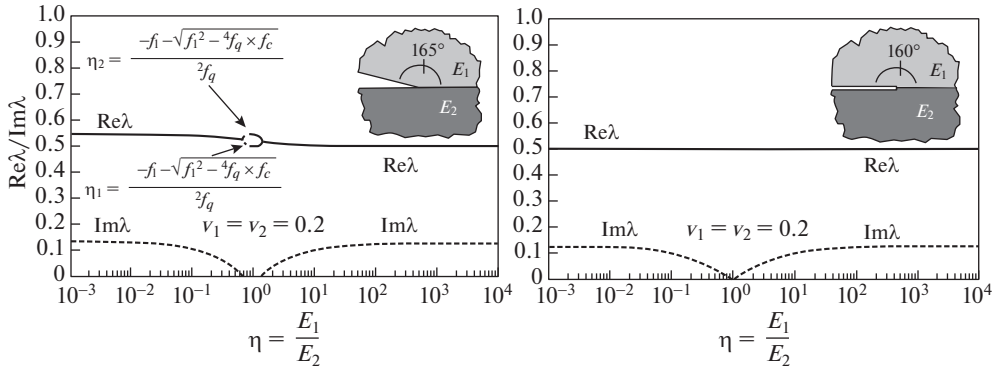 Reλ/Imλ
1.0
0.9
0.8
0.7
0.6
0.5
0.4
0.3
0.2
0.1
0
η₂ = (−f₁ − √(f₁² − ⁴f_q × f_c)) / ²f_q
165°
E₁
E₂
Reλ
η₁ = (−f₁ − √(f₁² − ⁴f_q × f_c)) / ²f_q
Reλ
Imλ
ν₁ = ν₂ = 0.2
Imλ
10⁻³ 10⁻² 10⁻¹ 10⁰ 10¹ 10² 10³ 10⁴
η = E₁/E₂
1.0
0.9
0.8
0.7
0.6
0.5
0.4
0.3
0.2
0.1
0
160°
E₁
E₂
Reλ
Reλ
Imλ
ν₁ = ν₂ = 0.2
Imλ
10⁻³ 10⁻² 10⁻¹ 10⁰ 10¹ 10² 10³ 10⁴
η = E₁/E₂